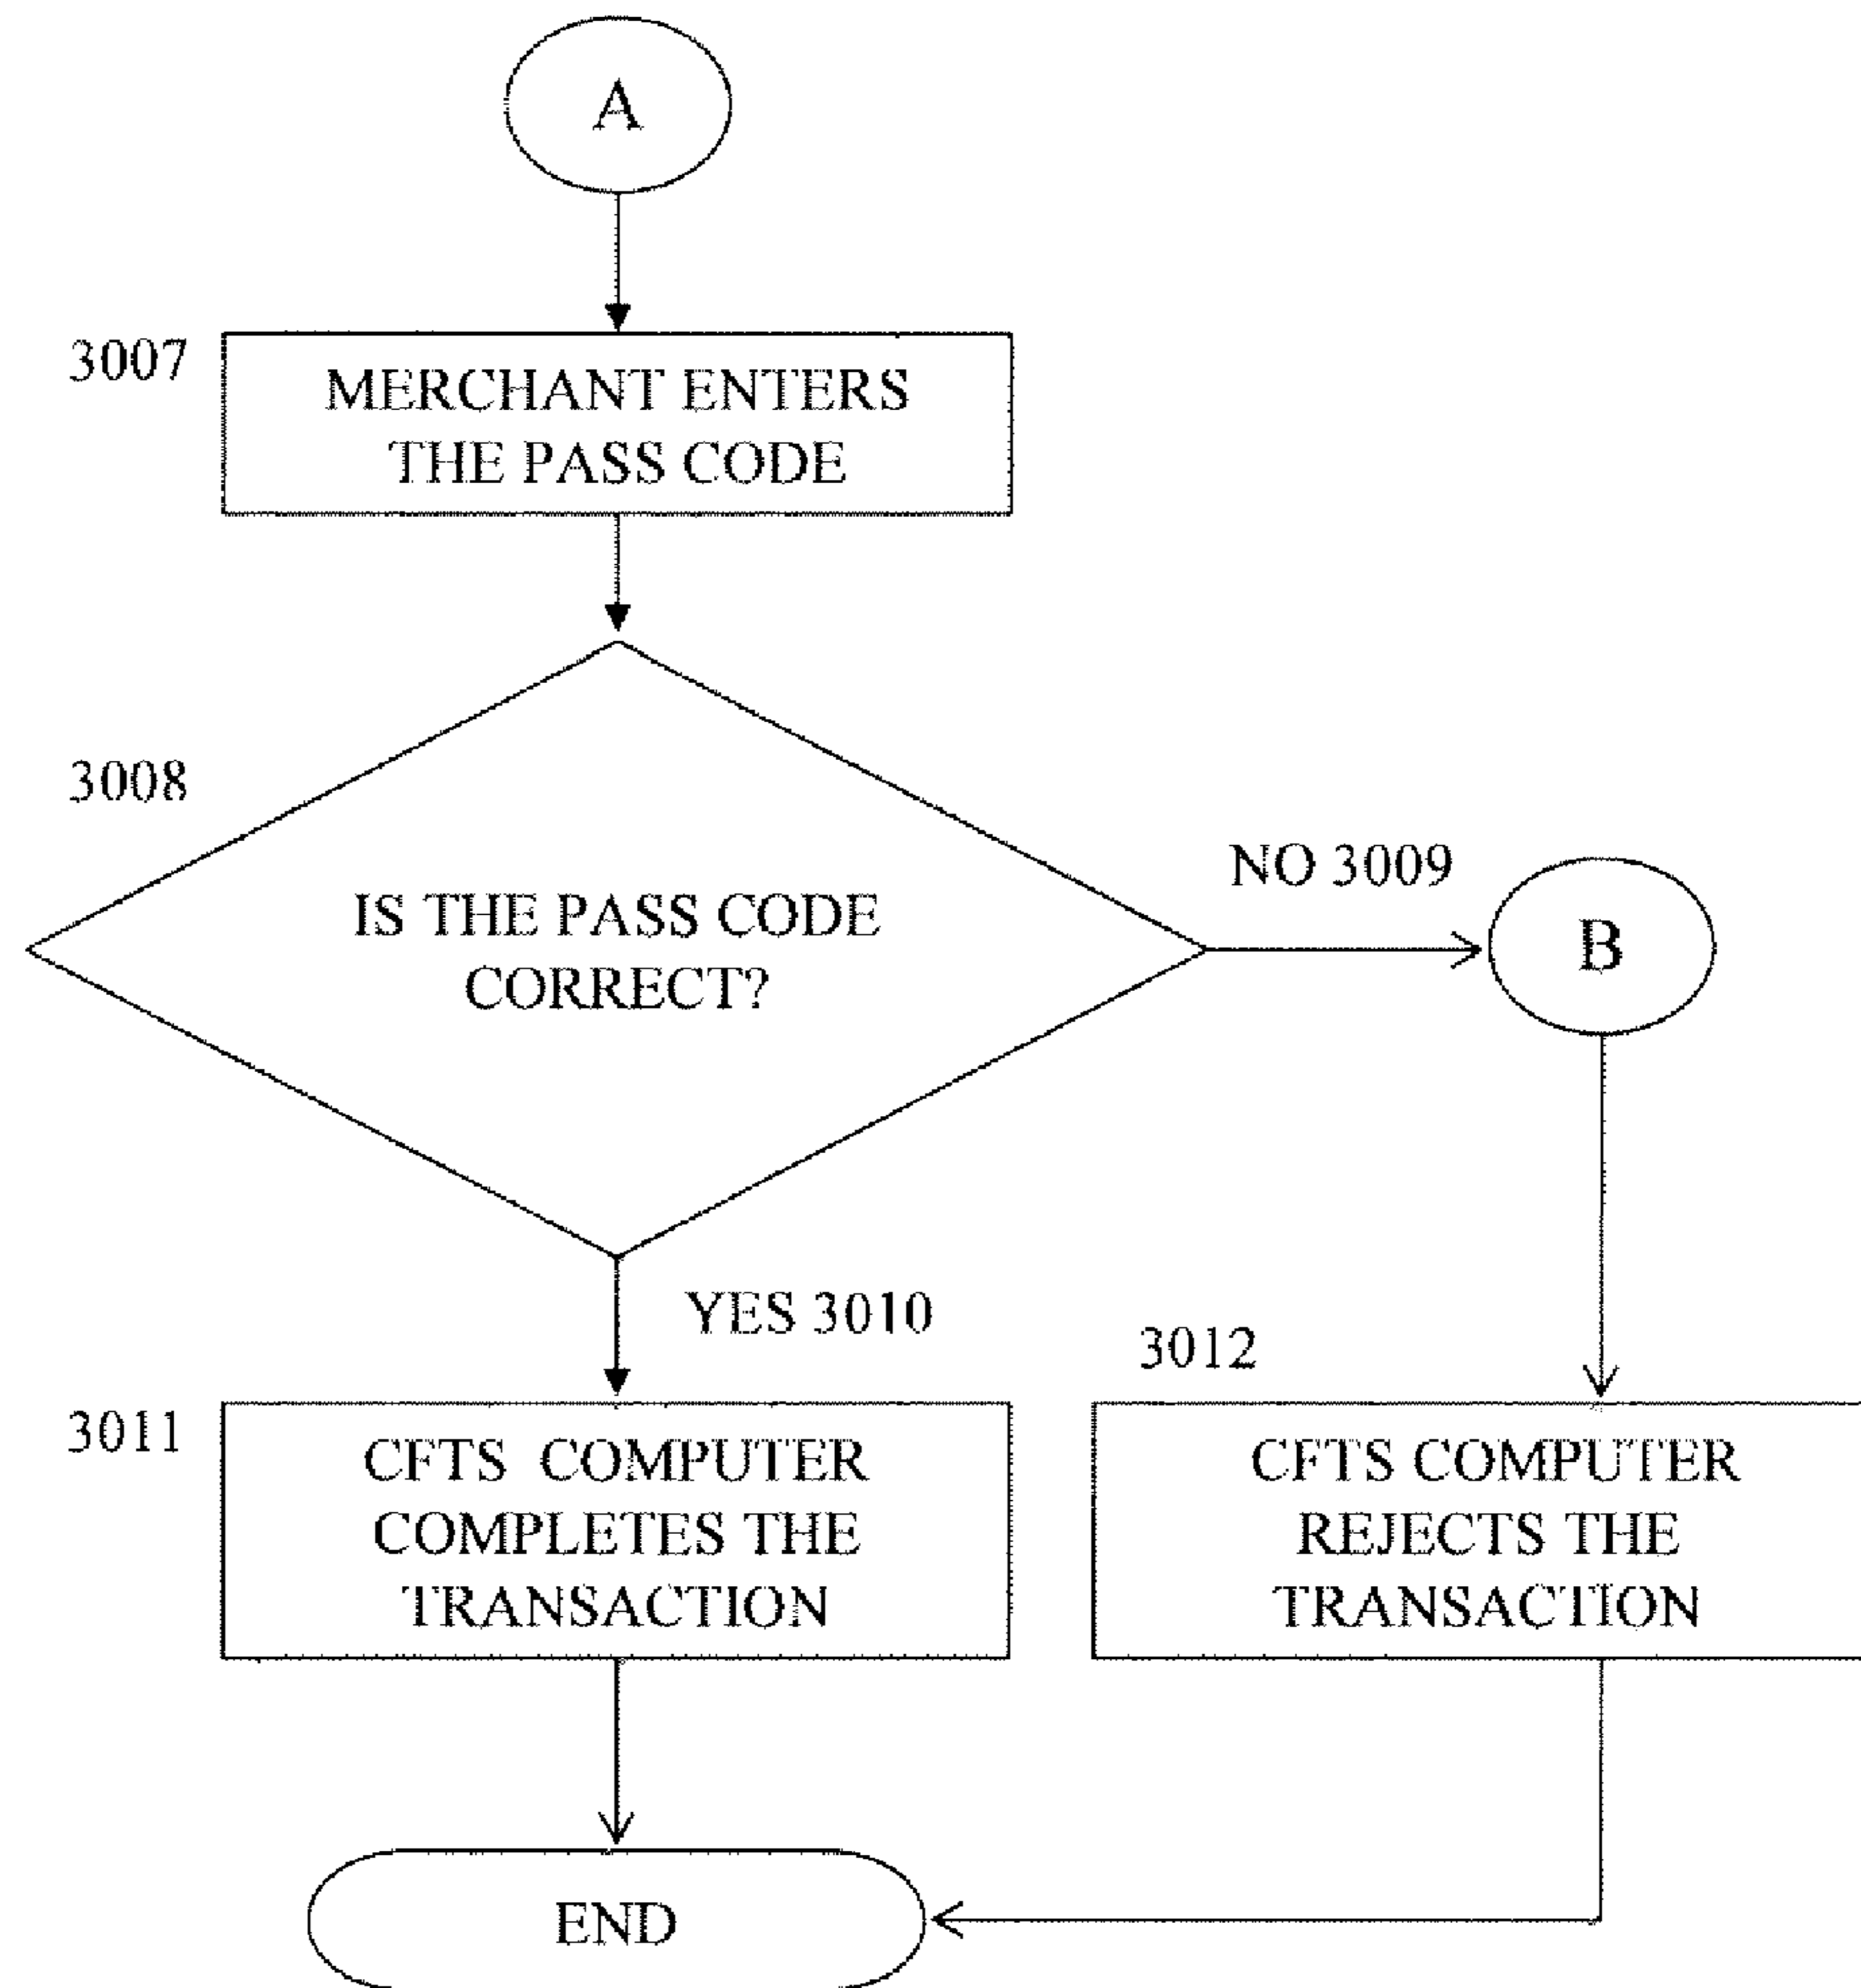 A
3007
MERCHANT ENTERS
THE PASS CODE
3008
IS THE PASS CODE
CORRECT?
NO 3009
B
YES 3010
3011
CFTS COMPUTER
COMPLETES THE
TRANSACTION
3012
CFTS COMPUTER
REJECTS THE
TRANSACTION
END